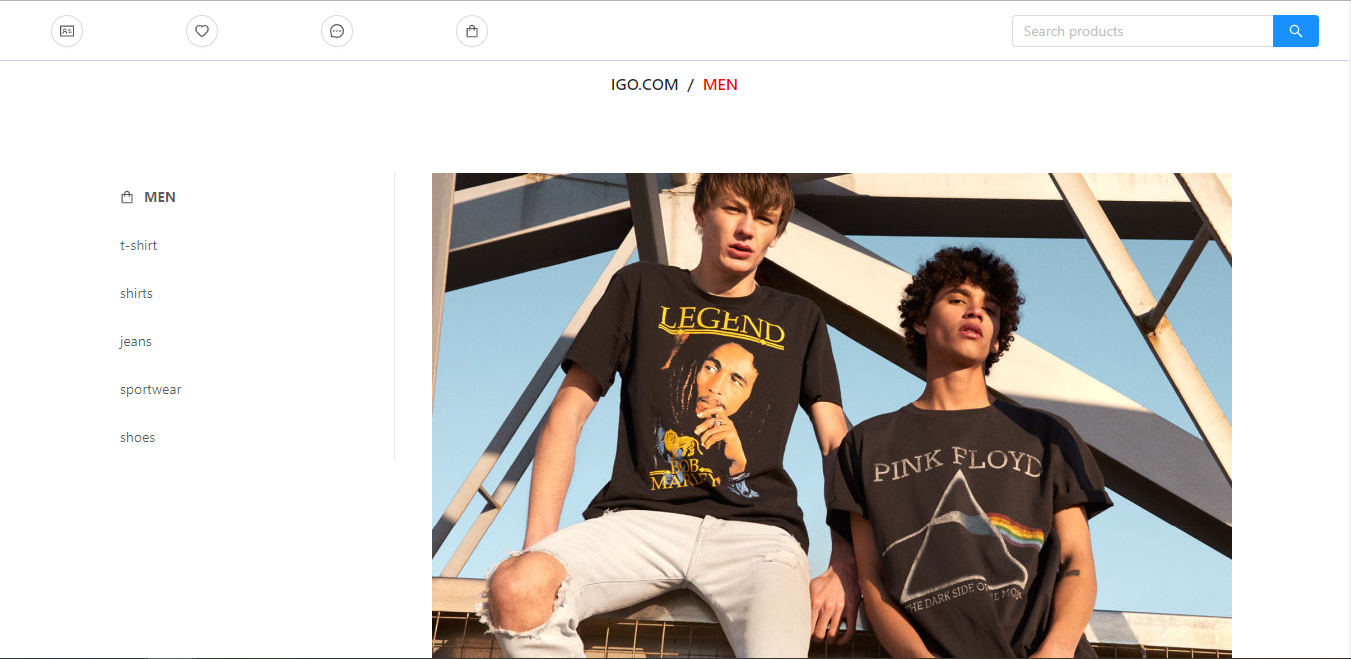 Search products
IGO.COM / MEN
MEN
t-shirt
shirts
jeans
sportwear
shoes
LEGEND
BOB
MARLEY
PINK FLOYD
THE DARK SIDE OF THE MOON